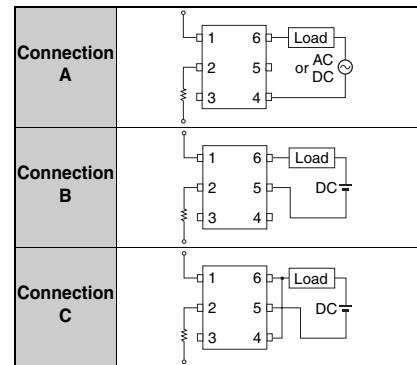 Connection
A
1 6 Load
2 5 or AC
DC
3 4
Connection
B
1 6 Load
2 5 DC
3 4
Connection
C
1 6 Load
2 5 DC
3 4